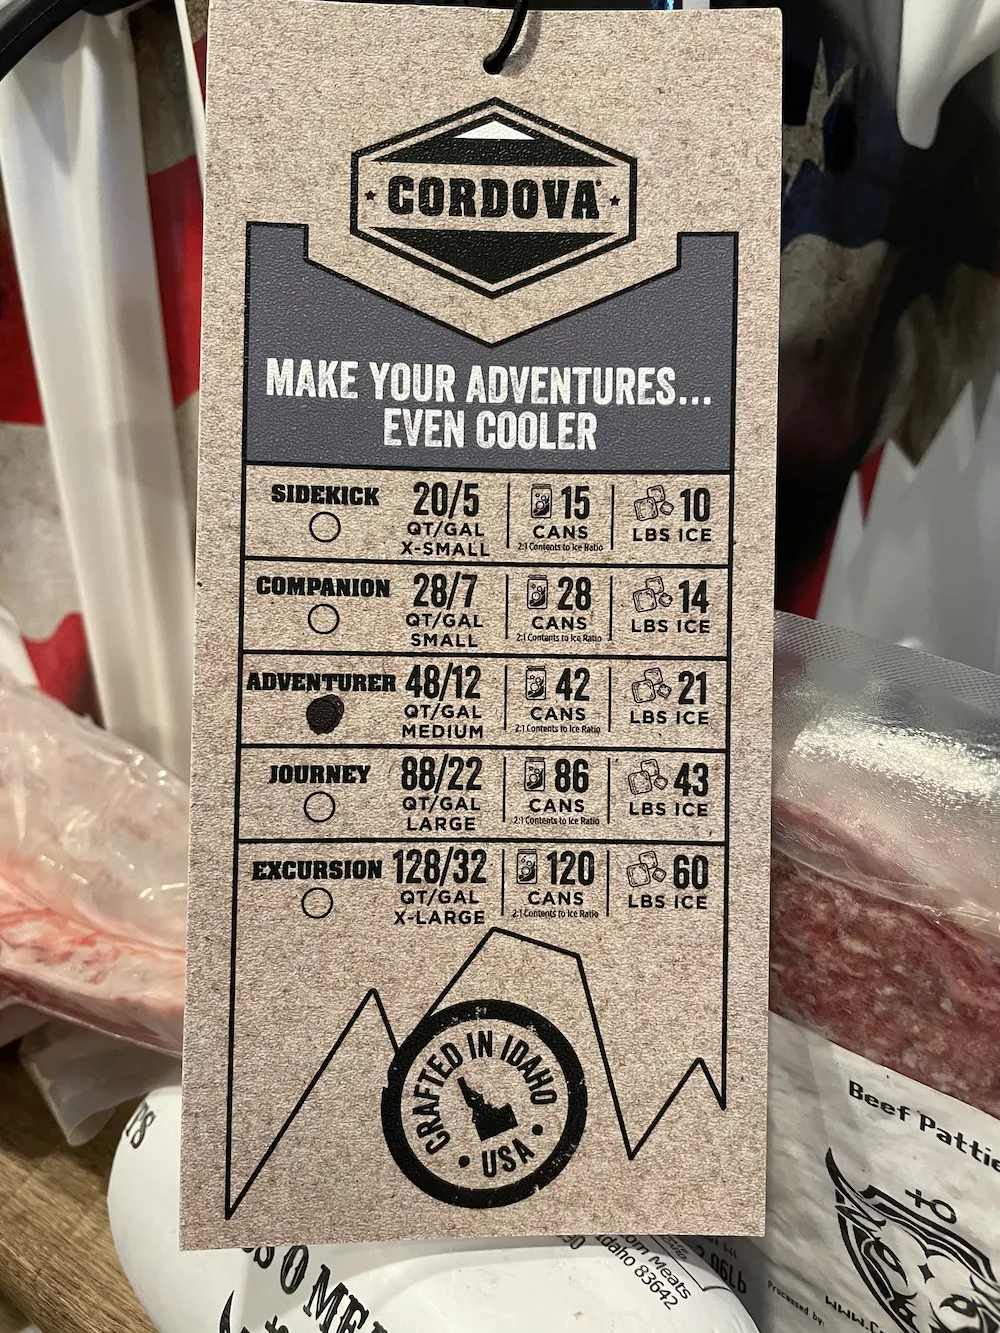 CORDOVA
MAKE YOUR ADVENTURES...
EVEN COOLER
SIDEKICK
20/5
QT/GAL
X-SMALL
15
CANS
2:1 Contents to Ice Ratio
10
LBS ICE
COMPANION
28/7
QT/GAL
SMALL
28
CANS
2:1 Contents to Ice Ratio
14
LBS ICE
ADVENTURER
48/12
QT/GAL
MEDIUM
42
CANS
2:1 Contents to Ice Ratio
21
LBS ICE
JOURNEY
88/22
QT/GAL
LARGE
86
CANS
2:1 Contents to Ice Ratio
43
LBS ICE
EXCURSION
128/32
QT/GAL
X-LARGE
120
CANS
2:1 Contents to Ice Ratio
60
LBS ICE
CRAFTED IN IDAHO
• USA •
Beef Pattie
Meats
Idaho 83642
Processed by: